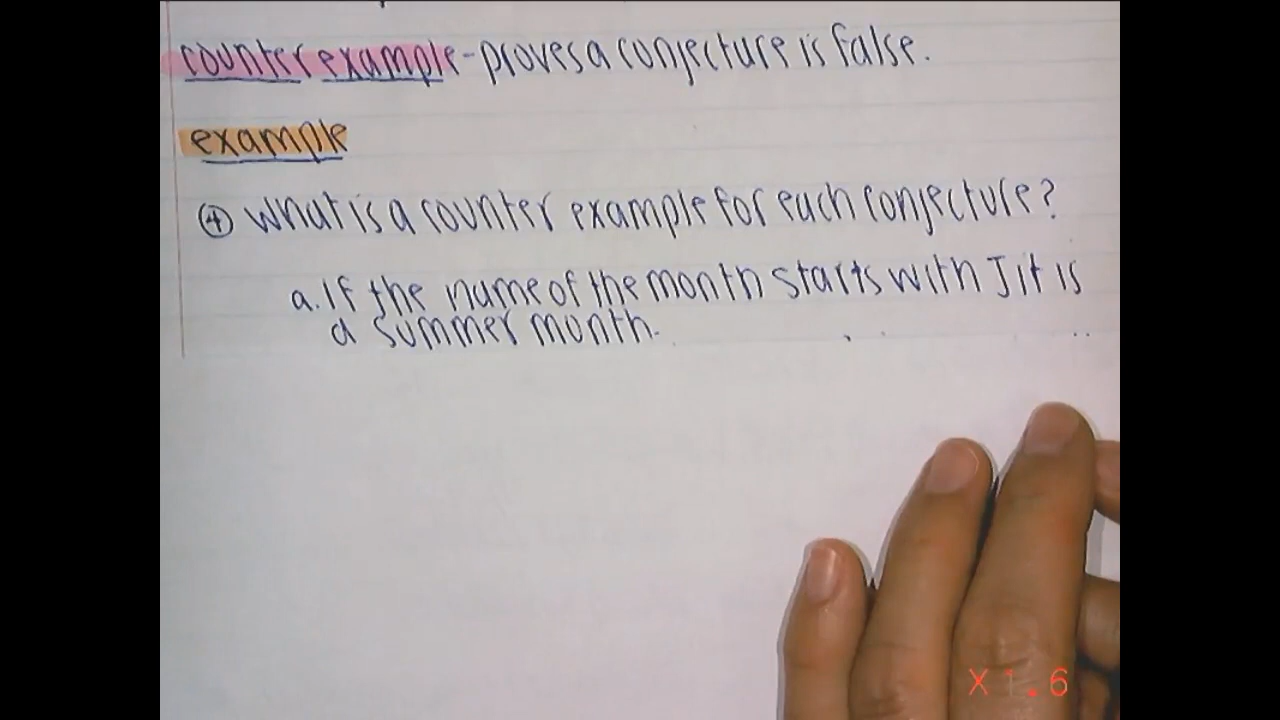 counter example - proves a conjecture is false.
example
④ What is a counter example for each conjecture?
a. If the name of the month starts with J it is
a summer month.
X 1.6